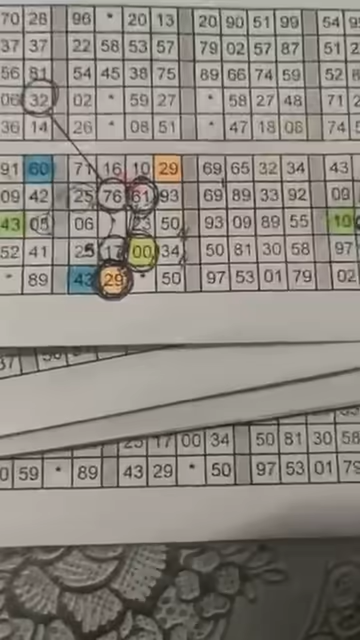 70 28 96 * 20 13 20 90 51 99 54
37 37 22 58 53 57 79 02 57 87 51
56 81 54 45 38 75 89 66 74 59 52
06 32 02 * 59 27 * 58 27 48 71
36 14 26 * 08 51 * 47 18 08 74
91 60 71 16 10 29 69 65 32 34 43
09 42 25 76 61 93 69 89 33 92 09
43 05 06 23 50 93 09 89 55 10
52 41 25 17 00 34 50 81 30 58 97
* 89 43 29 * 50 97 53 01 79 02
17 00 34 50 81 30 58
0 59 * 89 43 29 * 50 97 53 01 79